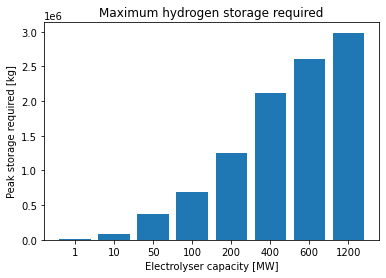 Maximum hydrogen storage required
1e6
3.0
2.5
2.0
1.5
1.0
0.5
0.0
Peak storage required [kg]
1 10 50 100 200 400 600 1200
Electrolyser capacity [MW]